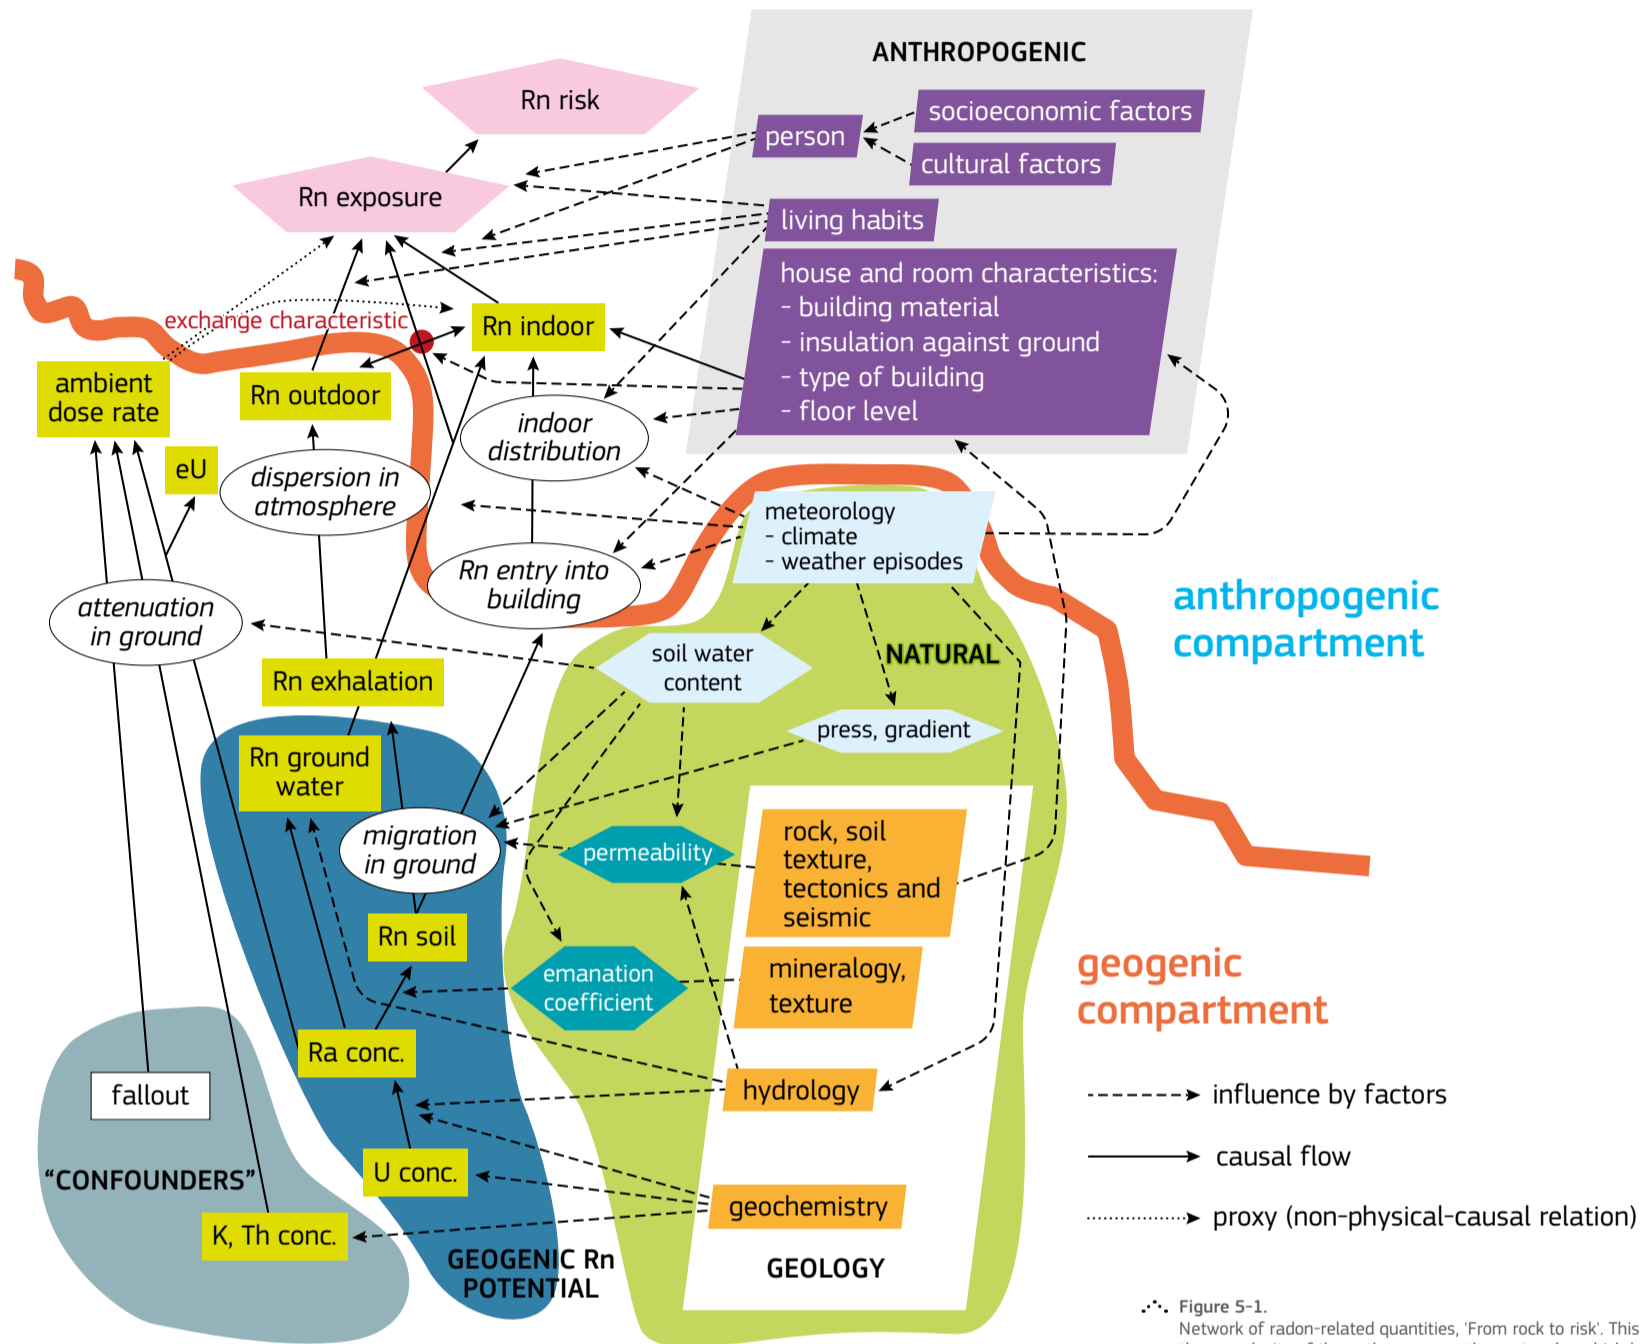 ANTHROPOGENIC
Rn risk
socioeconomic factors
person
cultural factors
Rn exposure
living habits
house and room characteristics:
- building material
- insulation against ground
- type of building
- floor level
exchange characteristic
Rn indoor
ambient
dose rate
Rn outdoor
indoor
distribution
eU
dispersion in
atmosphere
meteorology
- climate
- weather episodes
Rn entry into
building
attenuation
in ground
anthropogenic
compartment
soil water
content
NATURAL
Rn exhalation
press, gradient
Rn ground
water
migration
in ground
permeability
rock, soil
texture,
tectonics and
seismic
Rn soil
emanation
coefficient
mineralogy,
texture
geogenic
compartment
Ra conc.
fallout
hydrology
influence by factors
causal flow
U conc.
"CONFOUNDERS"
geochemistry
proxy (non-physical-causal relation)
K, Th conc.
GEOGENIC Rn
POTENTIAL
GEOLOGY
Figure 5-1.
Network of radon-related quantities, 'From rock to risk'. This